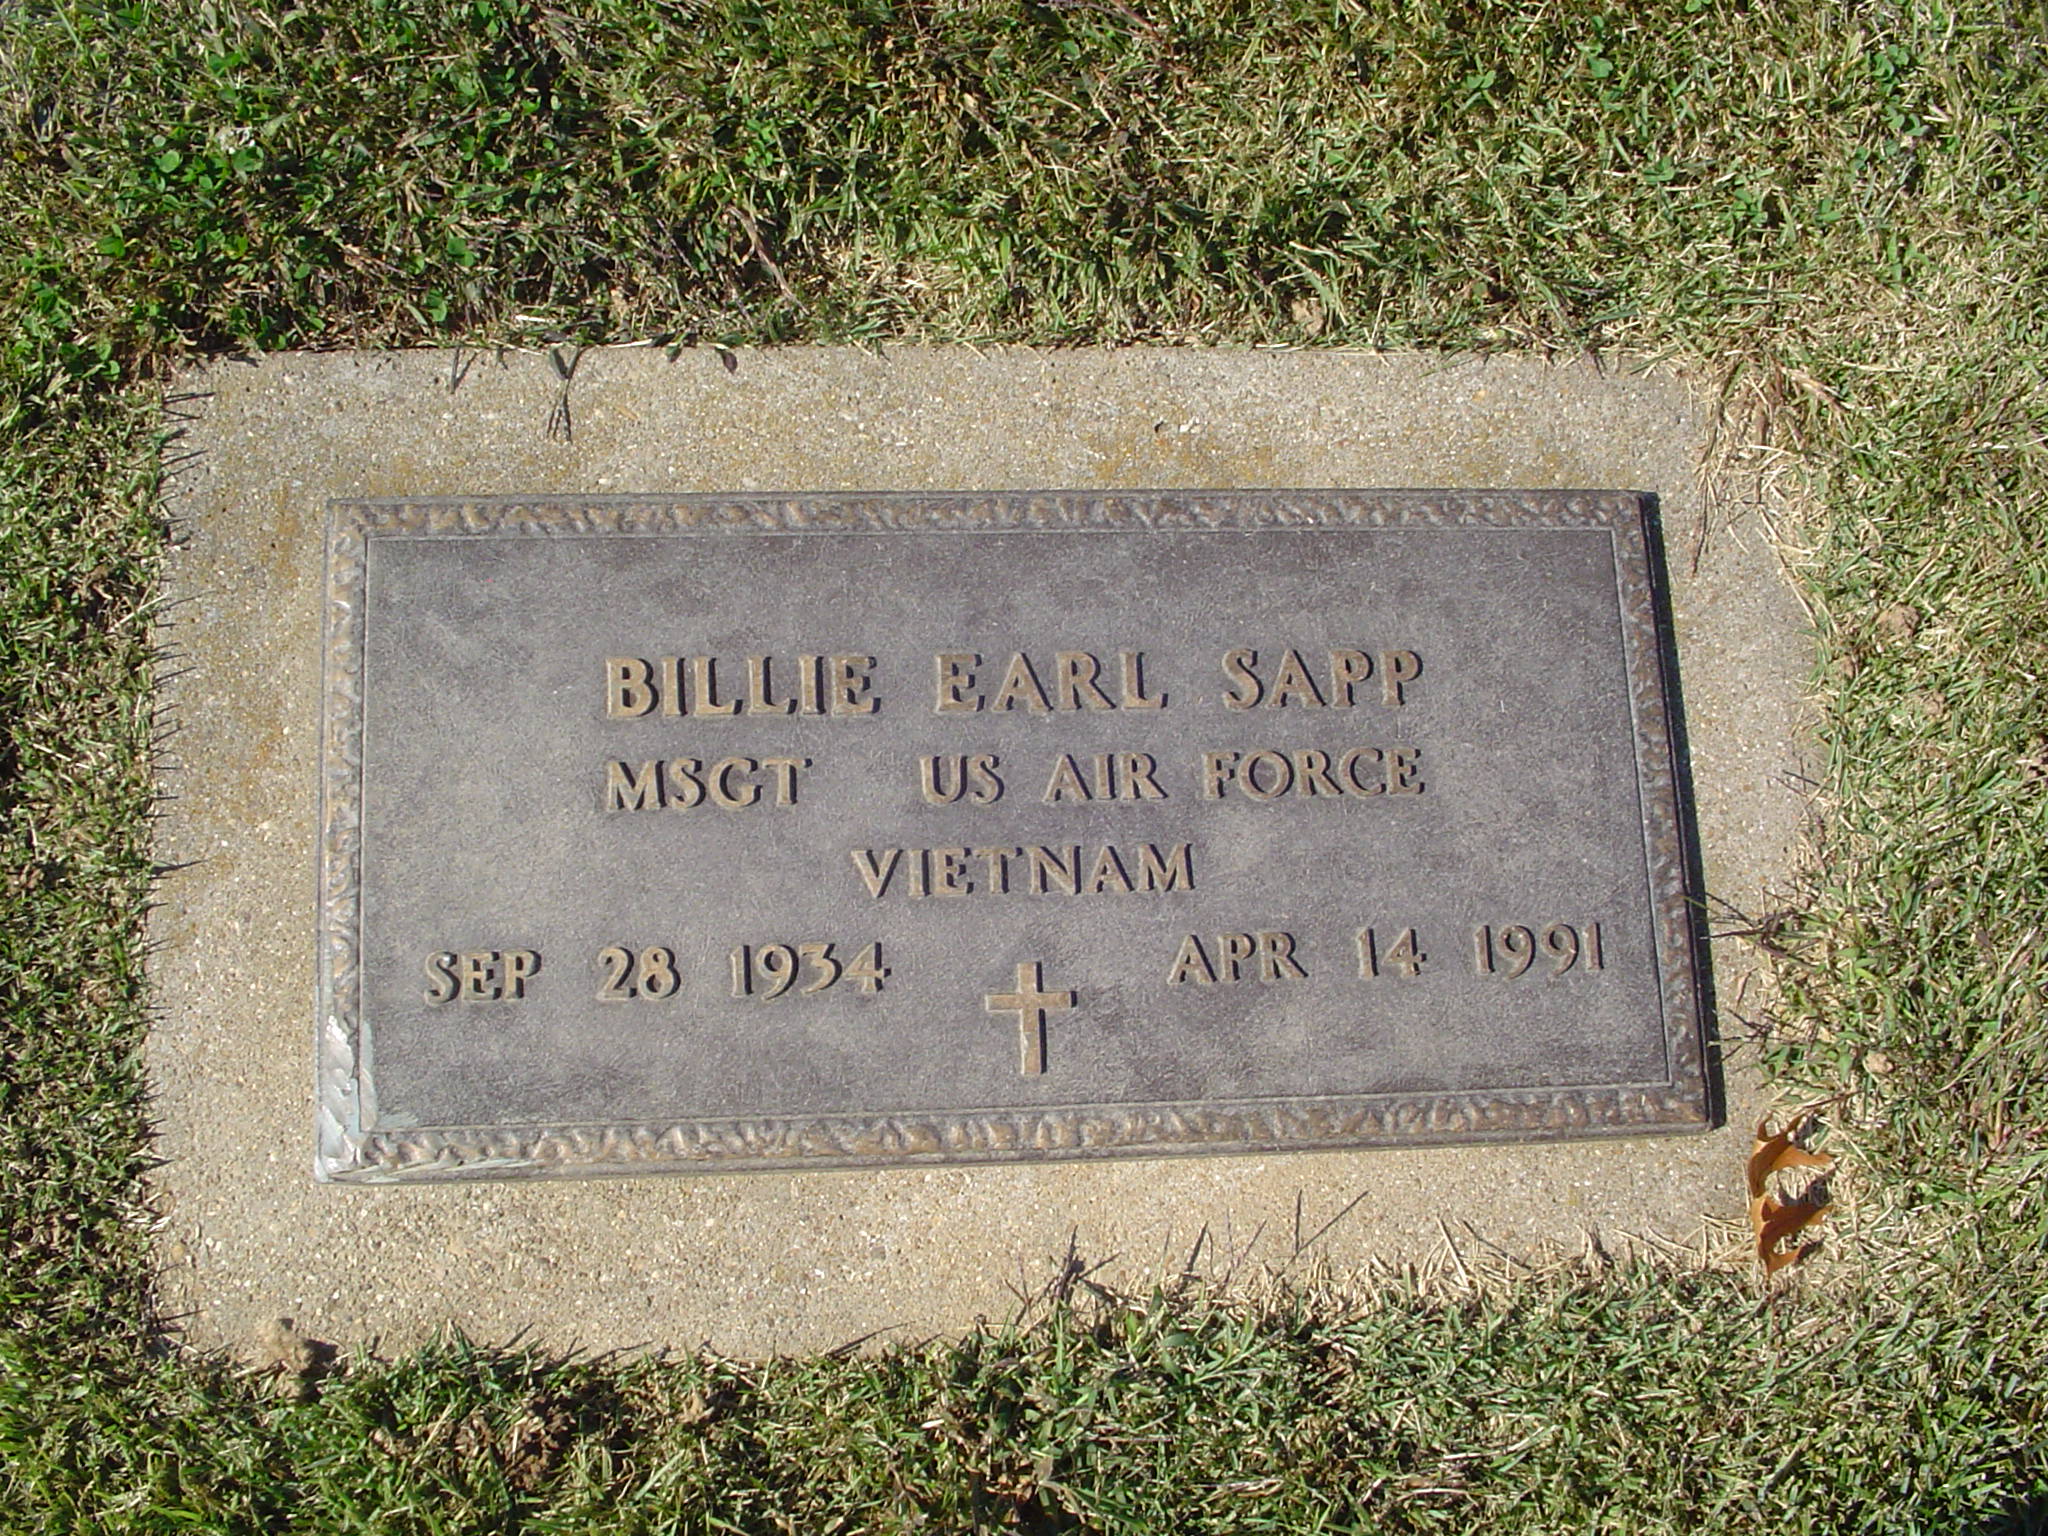 BILLIE EARL SAPP
MSGT US AIR FORCE
VIETNAM
SEP 28 1934 APR 14 1991